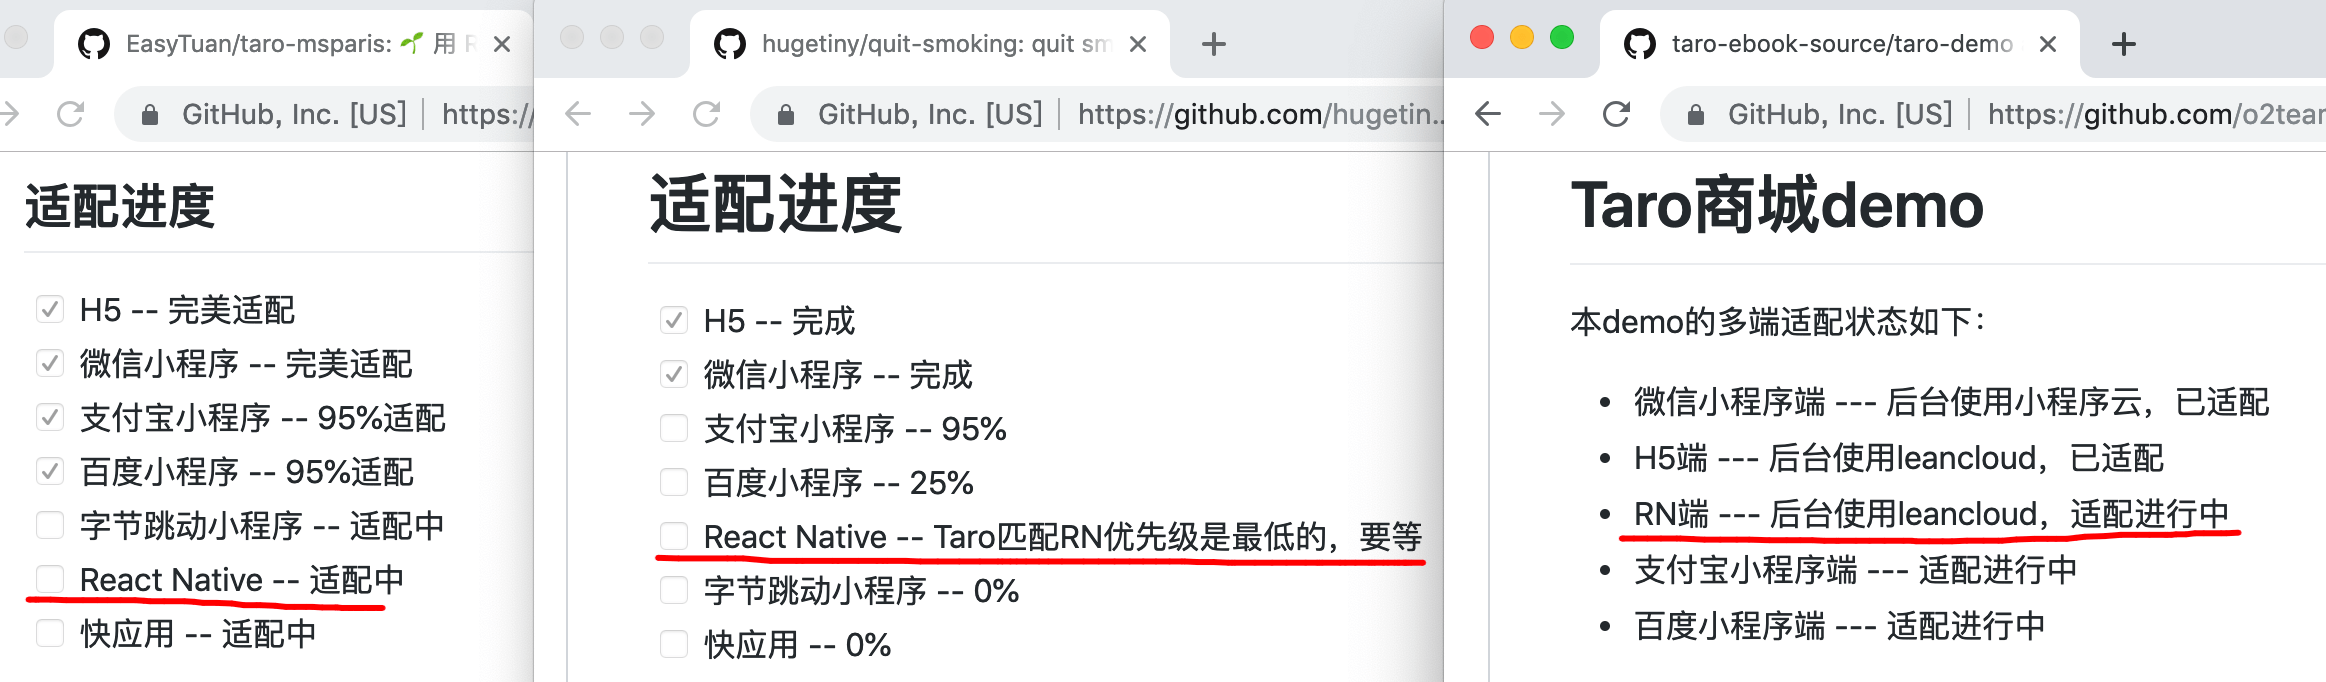 EasyTuan/taro-msparis: 🌱 用
GitHub, Inc. [US] | https:/
适配进度
H5 -- 完美适配
微信小程序 -- 完美适配
支付宝小程序 -- 95%适配
百度小程序 -- 95%适配
字节跳动小程序 -- 适配中
React Native -- 适配中
快应用 -- 适配中
hugetiny/quit-smoking: quit sm
GitHub, Inc. [US] | https://github.com/hugetin...
适配进度
H5 -- 完成
微信小程序 -- 完成
支付宝小程序 -- 95%
百度小程序 -- 25%
React Native -- Taro匹配RN优先级是最低的，要等
字节跳动小程序 -- 0%
快应用 -- 0%
taro-ebook-source/taro-demo
GitHub, Inc. [US] | https://github.com/o2tear
Taro商城demo
本demo的多端适配状态如下：
微信小程序端 --- 后台使用小程序云，已适配
H5端 --- 后台使用leancloud，已适配
RN端 --- 后台使用leancloud，适配进行中
支付宝小程序端 --- 适配进行中
百度小程序端 --- 适配进行中